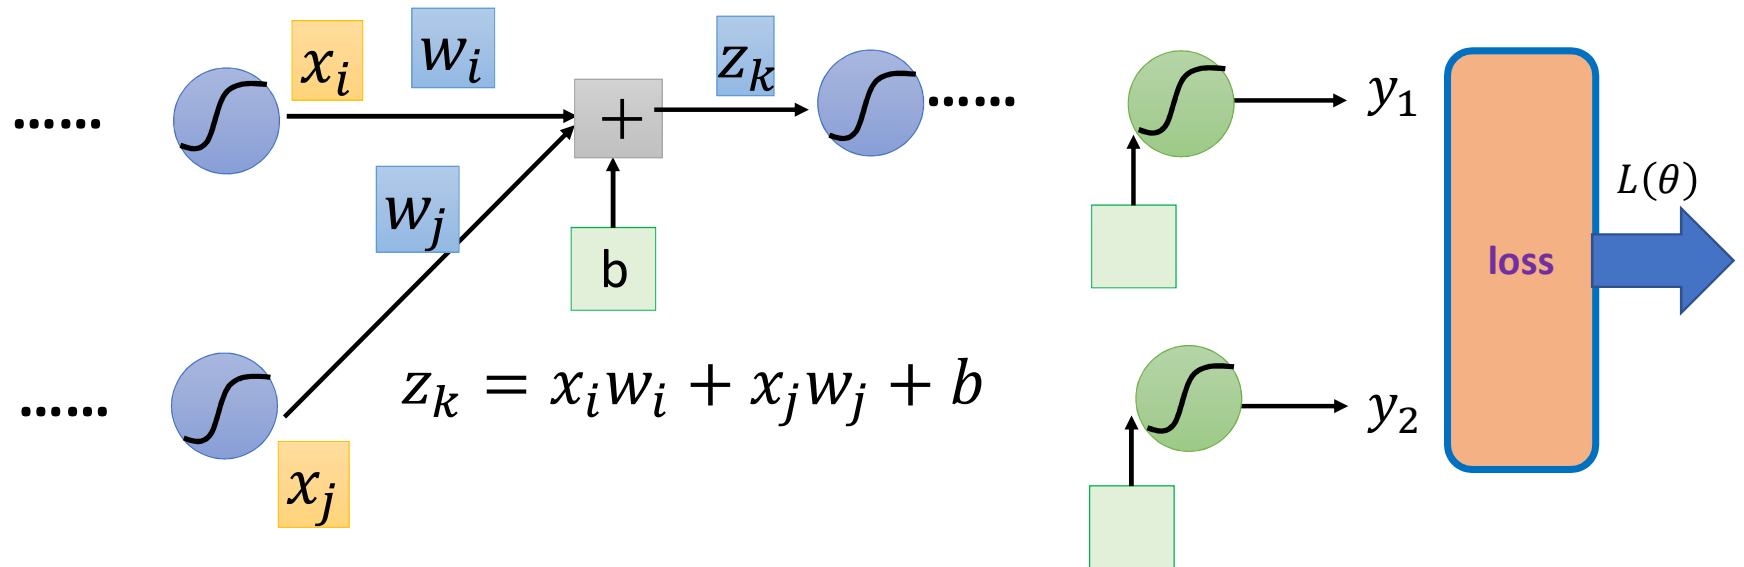 x_i
w_i
z_k
+
w_j
b
x_j
z_k = x_i w_i + x_j w_j + b
y_1
y_2
loss
L(θ)